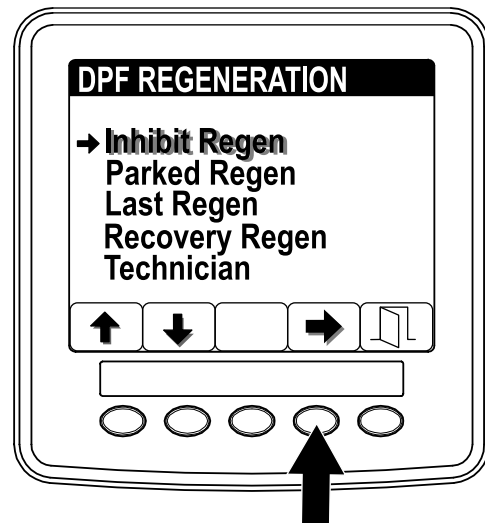 DPF REGENERATION
Inhibit Regen
Parked Regen
Last Regen
Recovery Regen
Technician